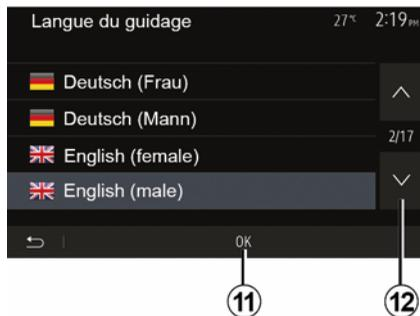 Langue du guidage 27°C 2:19PM
Deutsch (Frau)
Deutsch (Mann)
2/17
English (female)
English (male)
OK
11 12